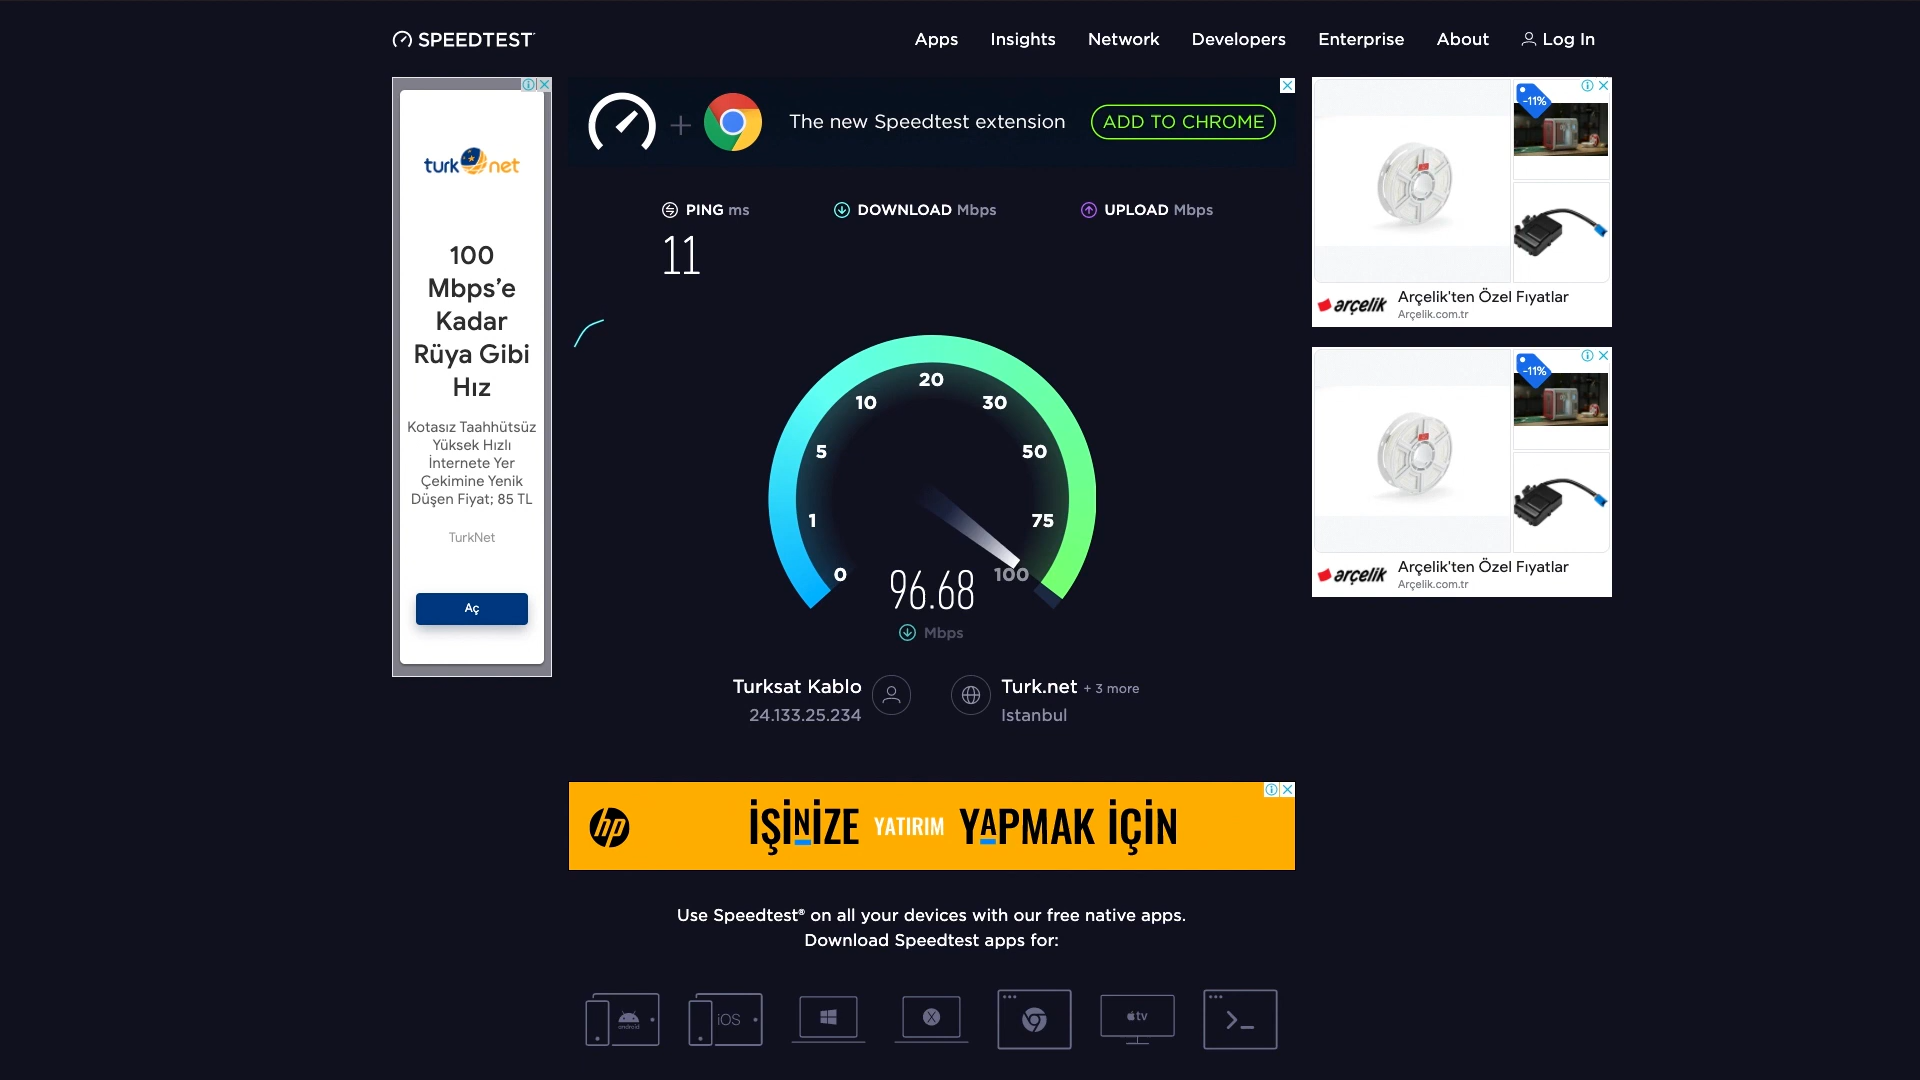 SPEEDTEST
Apps Insights Network Developers Enterprise About Log In
turk net
100
Mbps’e
Kadar
Rüya Gibi
Hız
Kotasız Taahhütsüz
Yüksek Hızlı
İnternete Yer
Çekimine Yenik
Düşen Fiyat; 85 TL
TurkNet
Aç
+ The new Speedtest extension ADD TO CHROME
PING ms DOWNLOAD Mbps UPLOAD Mbps
11
0
1
5
10
20
30
50
75
100
96.68
Mbps
Turksat Kablo
24.133.25.234
Turk.net + 3 more
Istanbul
-11%
arçelik
Arçelik'ten Özel Fıyatlar
Arçelik.com.tr
-11%
arçelik
Arçelik'ten Özel Fıyatlar
Arçelik.com.tr
hp İŞİNİZE YATIRIM YAPMAK İÇİN
Use Speedtest® on all your devices with our free native apps.
Download Speedtest apps for:
android iOS X tv